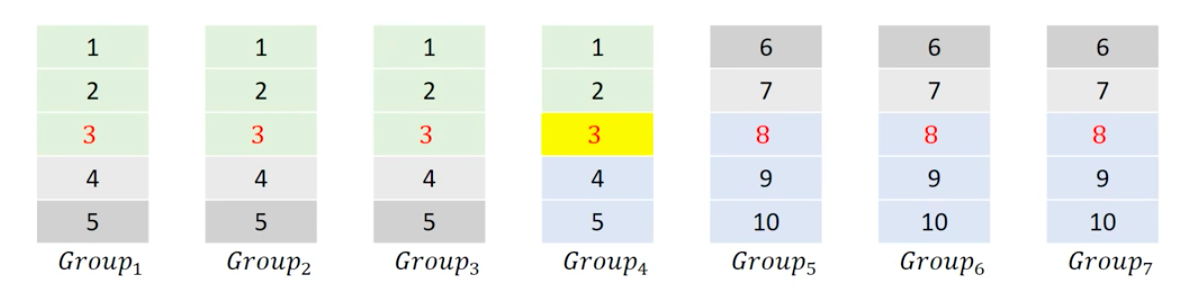 1 1 1 1 6 6 6
2 2 2 2 7 7 7
3 3 3 3 8 8 8
4 4 4 4 9 9 9
5 5 5 5 10 10 10
Group₁ Group₂ Group₃ Group₄ Group₅ Group₆ Group₇